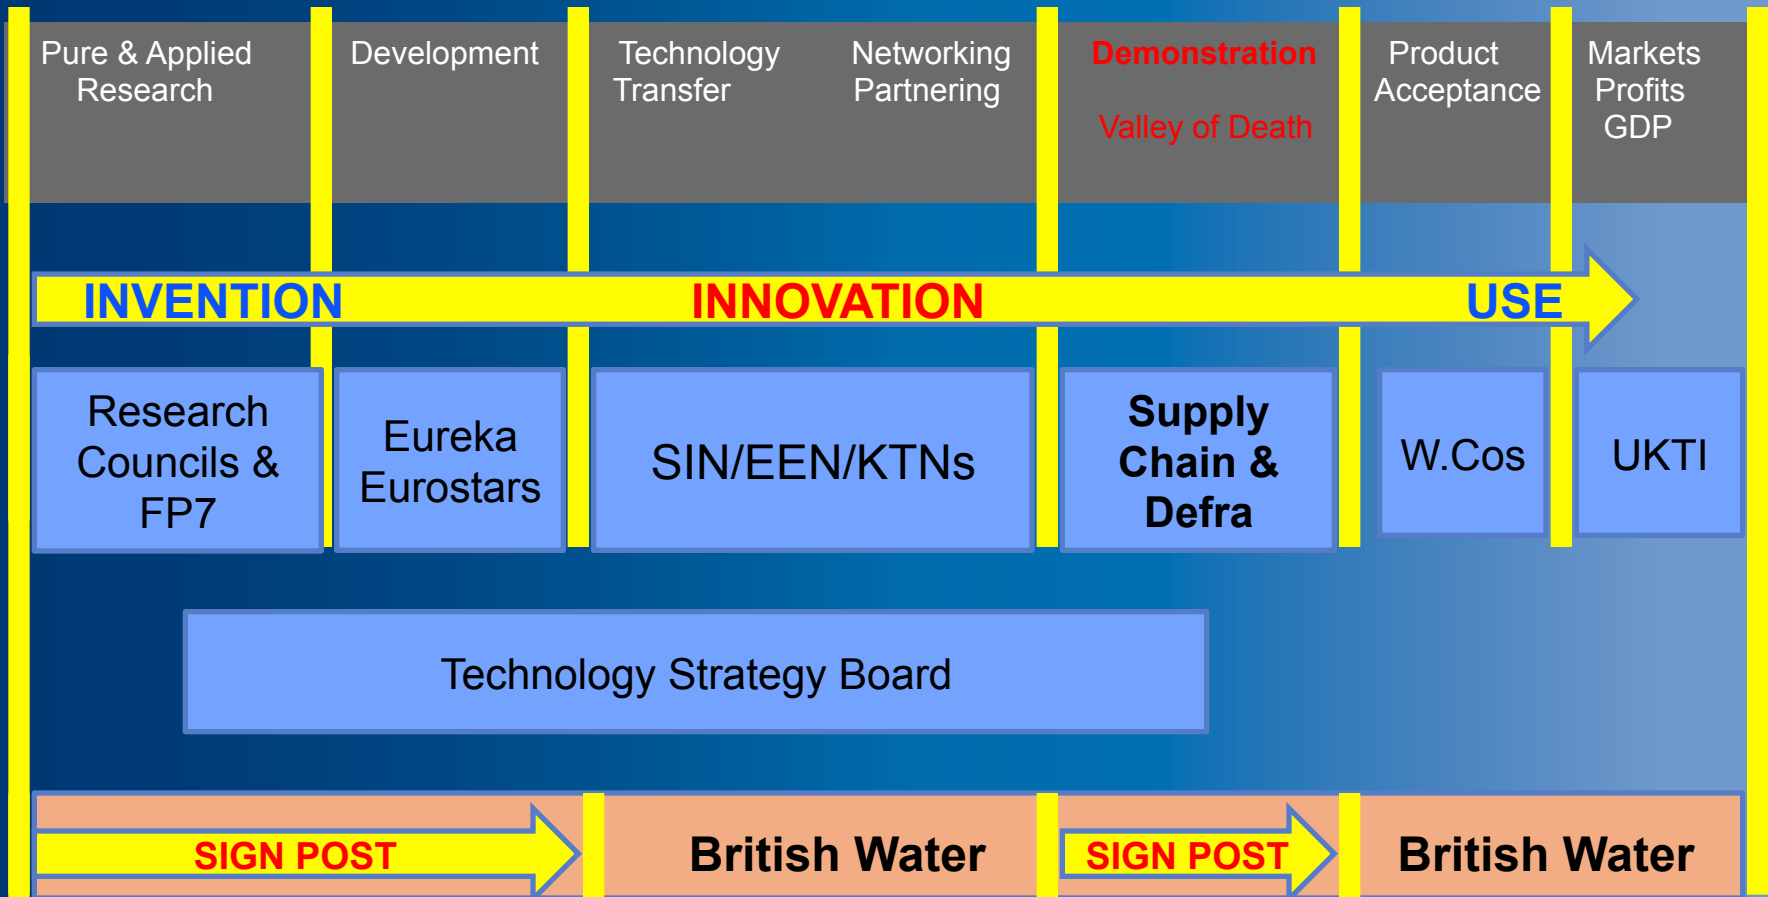 Pure & Applied
Research
Development
Technology
Transfer
Networking
Partnering
Demonstration
Valley of Death
Product
Acceptance
Markets
Profits
GDP
INVENTION
INNOVATION
USE
Research
Councils &
FP7
Eureka
Eurostars
SIN/EEN/KTNs
Supply
Chain &
Defra
W.Cos
UKTI
Technology Strategy Board
SIGN POST
British Water
SIGN POST
British Water